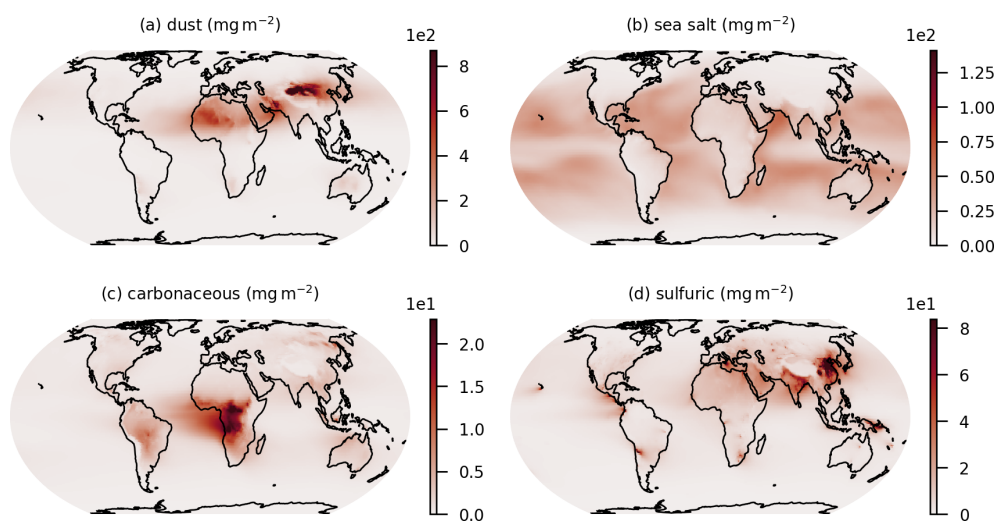 (a) dust (mg m⁻²)
1e2
8
6
4
2
0
(b) sea salt (mg m⁻²)
1e2
1.25
1.00
0.75
0.50
0.25
0.00
(c) carbonaceous (mg m⁻²)
1e1
2.0
1.5
1.0
0.5
0.0
(d) sulfuric (mg m⁻²)
1e1
8
6
4
2
0